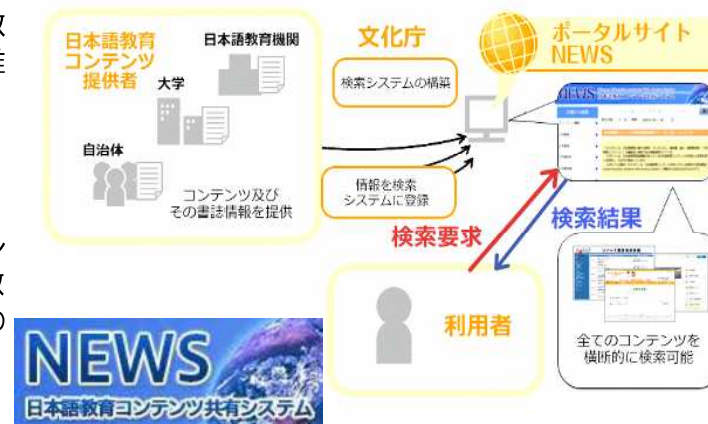 日本語教育
コンテンツ
提供者
日本語教育機関
大学
自治体
コンテンツ及び
その書誌情報を提供
文化庁
検索システムの構築
情報を検索
システムに登録
ポータルサイト
NEWS
NEWS
検索要求
検索結果
利用者
全てのコンテンツを
横断的に検索可能
NEWS
日本語教育コンテンツ共有システム